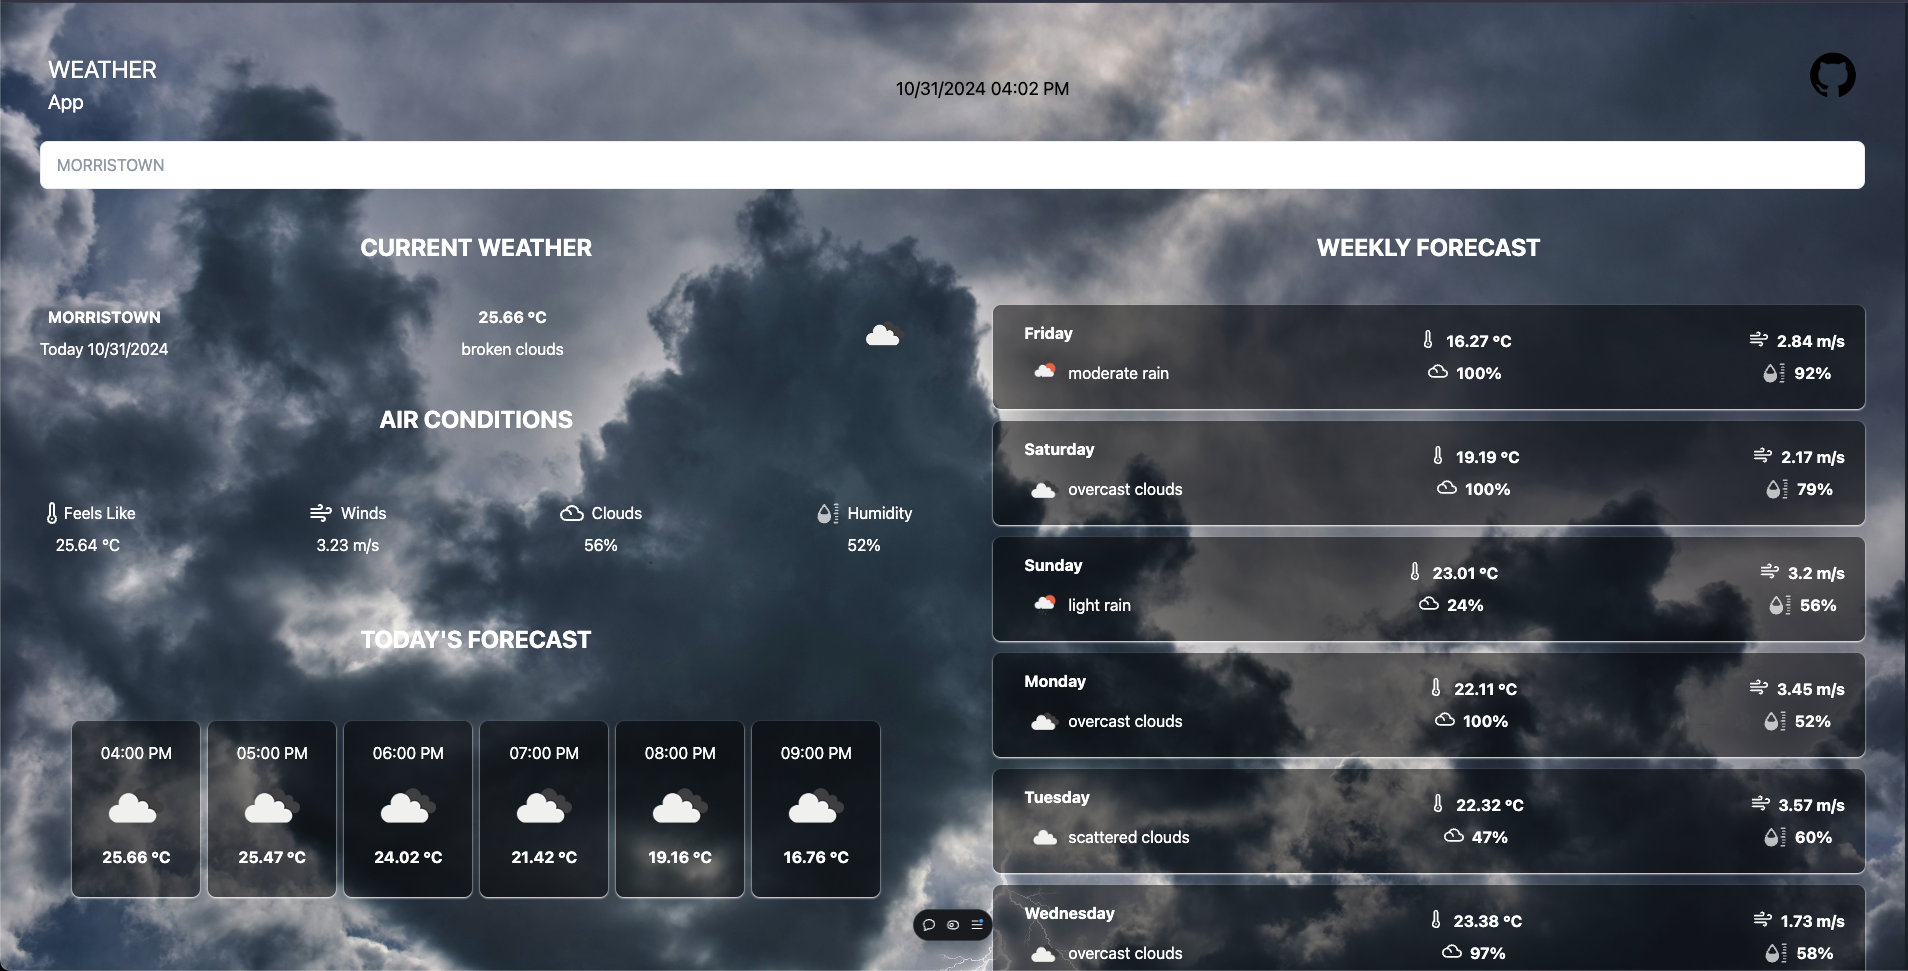 WEATHER
App
10/31/2024 04:02 PM
MORRISTOWN
CURRENT WEATHER
MORRISTOWN
Today 10/31/2024
25.66 °C
broken clouds
AIR CONDITIONS
Feels Like
25.64 °C
Winds
3.23 m/s
Clouds
56%
Humidity
52%
TODAY'S FORECAST
04:00 PM
25.66 °C
05:00 PM
25.47 °C
06:00 PM
24.02 °C
07:00 PM
21.42 °C
08:00 PM
19.16 °C
09:00 PM
16.76 °C
WEEKLY FORECAST
Friday
moderate rain
16.27 °C
100%
2.84 m/s
92%
Saturday
overcast clouds
19.19 °C
100%
2.17 m/s
79%
Sunday
light rain
23.01 °C
24%
3.2 m/s
56%
Monday
overcast clouds
22.11 °C
100%
3.45 m/s
52%
Tuesday
scattered clouds
22.32 °C
47%
3.57 m/s
60%
Wednesday
overcast clouds
23.38 °C
97%
1.73 m/s
58%